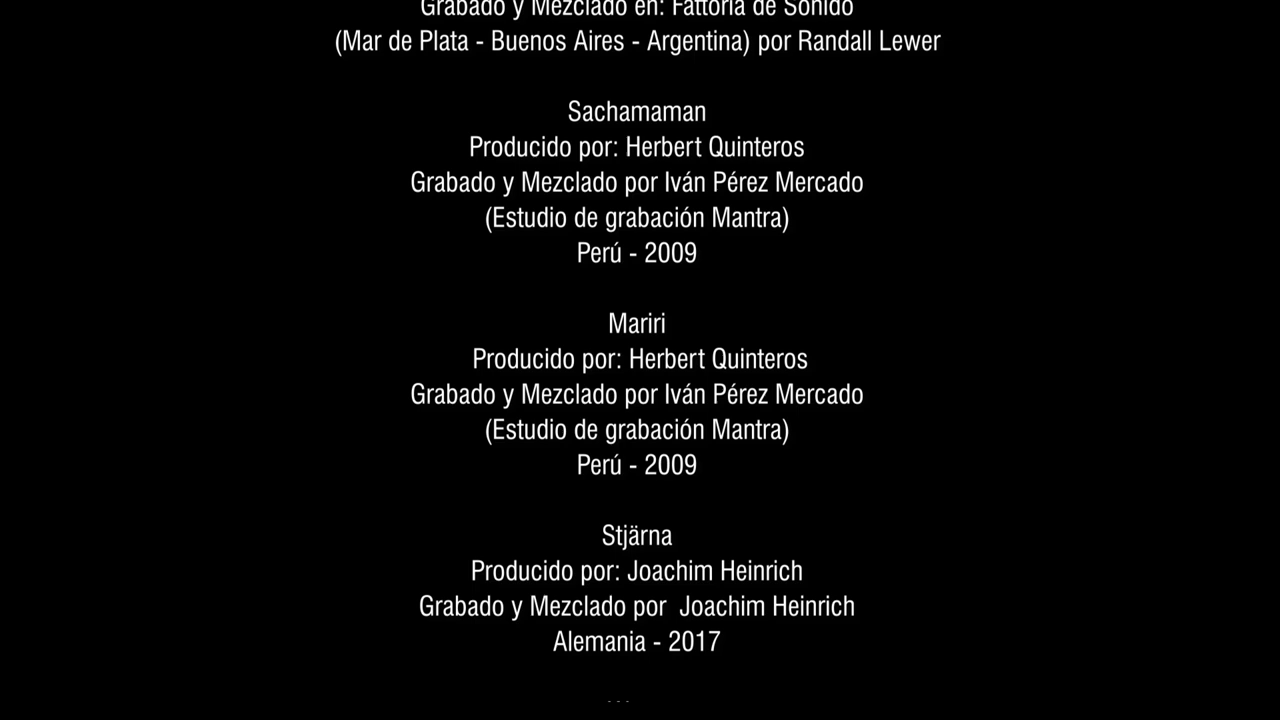 Grabado y Mezclado en: Fattoria de Sonido
(Mar de Plata - Buenos Aires - Argentina) por Randall Lewer
Sachamaman
Producido por: Herbert Quinteros
Grabado y Mezclado por Iván Pérez Mercado
(Estudio de grabación Mantra)
Perú - 2009
Mariri
Producido por: Herbert Quinteros
Grabado y Mezclado por Iván Pérez Mercado
(Estudio de grabación Mantra)
Perú - 2009
Stjärna
Producido por: Joachim Heinrich
Grabado y Mezclado por  Joachim Heinrich
Alemania - 2017